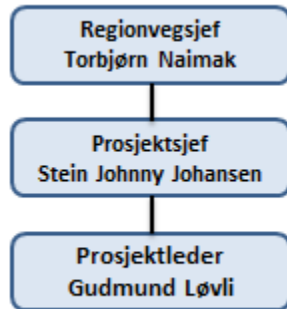 Regionvegsjef
Torbjørn Naimak
Prosjektsjef
Stein Johnny Johansen
Prosjektleder
Gudmund Løvli